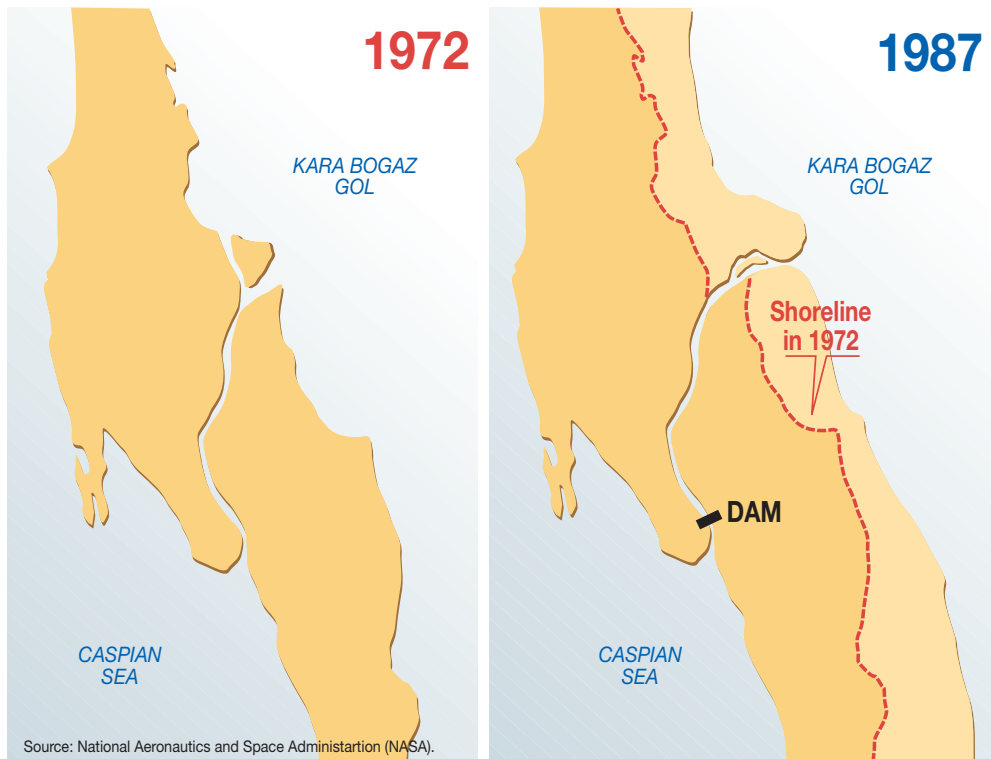 1972
KARA BOGAZ
GOL
CASPIAN
SEA
Source: National Aeronautics and Space Administartion (NASA).
1987
KARA BOGAZ
GOL
Shoreline
in 1972
DAM
CASPIAN
SEA